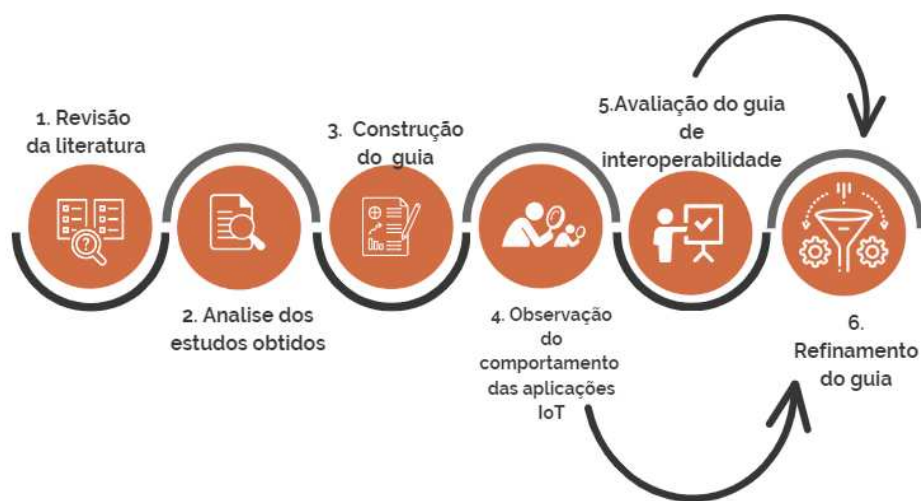 1. Revisão
da literatura
2. Analise dos
estudos obtidos
3. Construção
do guia
4. Observação
do
comportamento
das aplicações
IoT
5.Avaliação do guia
de
interoperabilidade
6.
Refinamento
do guia